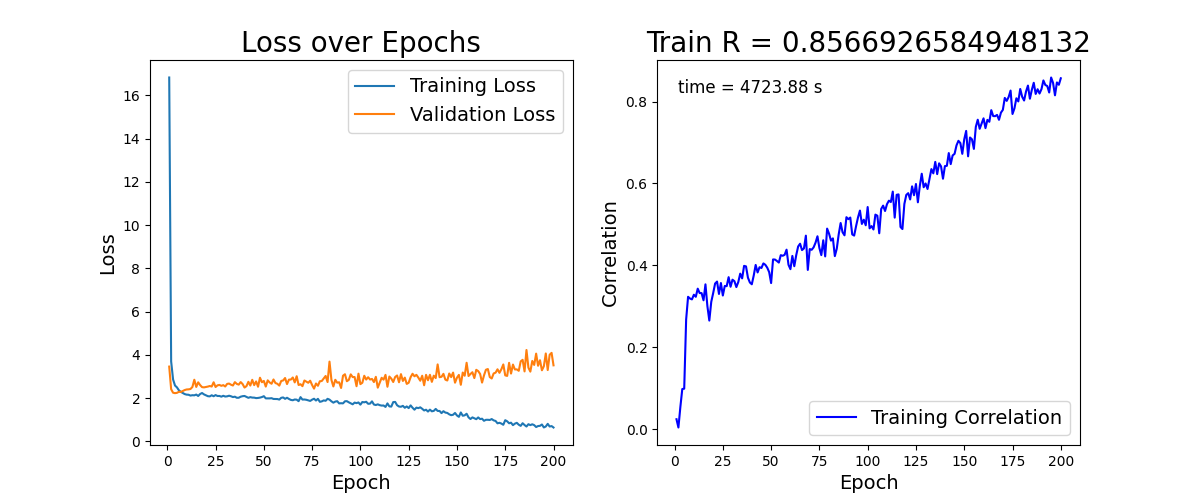 Loss over Epochs
Training Loss
Validation Loss
Loss
16
14
12
10
8
6
4
2
0
0 25 50 75 100 125 150 175 200
Epoch
Train R = 0.8566926584948132
time = 4723.88 s
Correlation
0.8
0.6
0.4
0.2
0.0
Training Correlation
0 25 50 75 100 125 150 175 200
Epoch